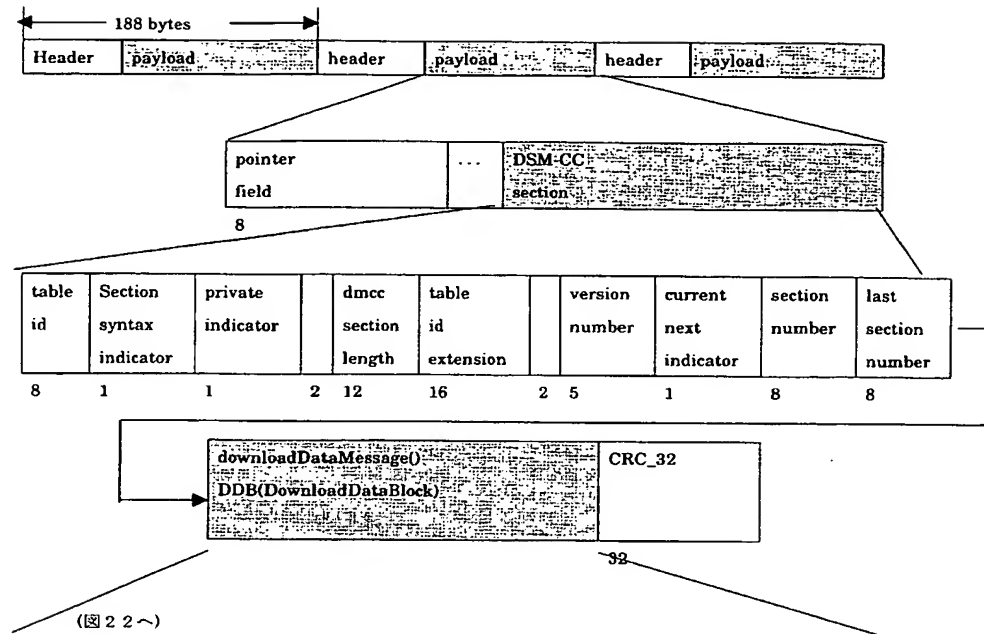 188 bytes
Header payload header payload header payload
pointer field ... DSM-CC section
8
table id Section syntax indicator private indicator dmcc section length table id extension version number current next indicator section number last section number
8 1 1 2 12 16 2 5 1 8 8
downloadDataMessage() CRC_32
DDB(DownloadDataBlock)
32
(図22へ)